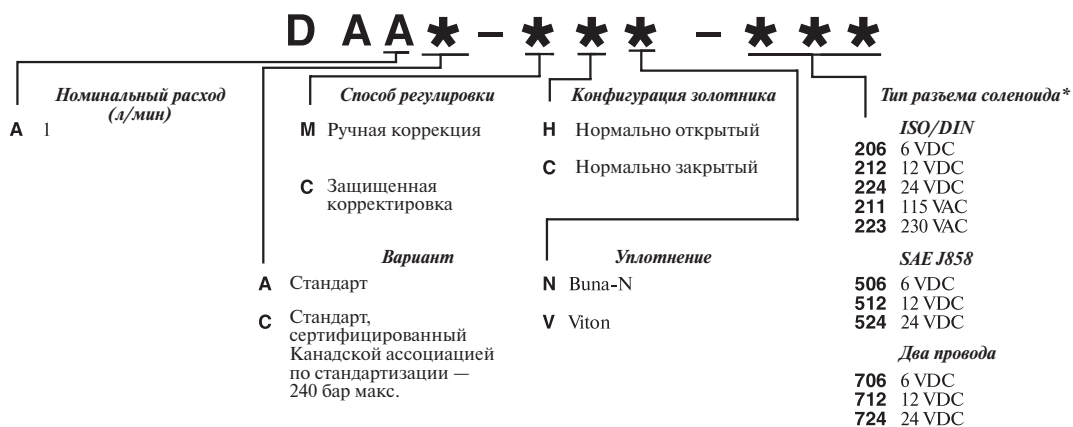 D A A * – * * * – * * *
Номинальный расход
(л/мин)
A 1
Способ регулировки
M Ручная коррекция
C Защищенная
корректировка
Конфигурация золотника
H Нормально открытый
C Нормально закрытый
Тип разъема соленоида*
ISO/DIN
206 6 VDC
212 12 VDC
224 24 VDC
211 115 VAC
223 230 VAC
Вариант
A Стандарт
C Стандарт,
сертифицированный
Канадской ассоциацией
по стандартизации —
240 бар макс.
Уплотнение
N Buna-N
V Viton
SAE J858
506 6 VDC
512 12 VDC
524 24 VDC
Два провода
706 6 VDC
712 12 VDC
724 24 VDC